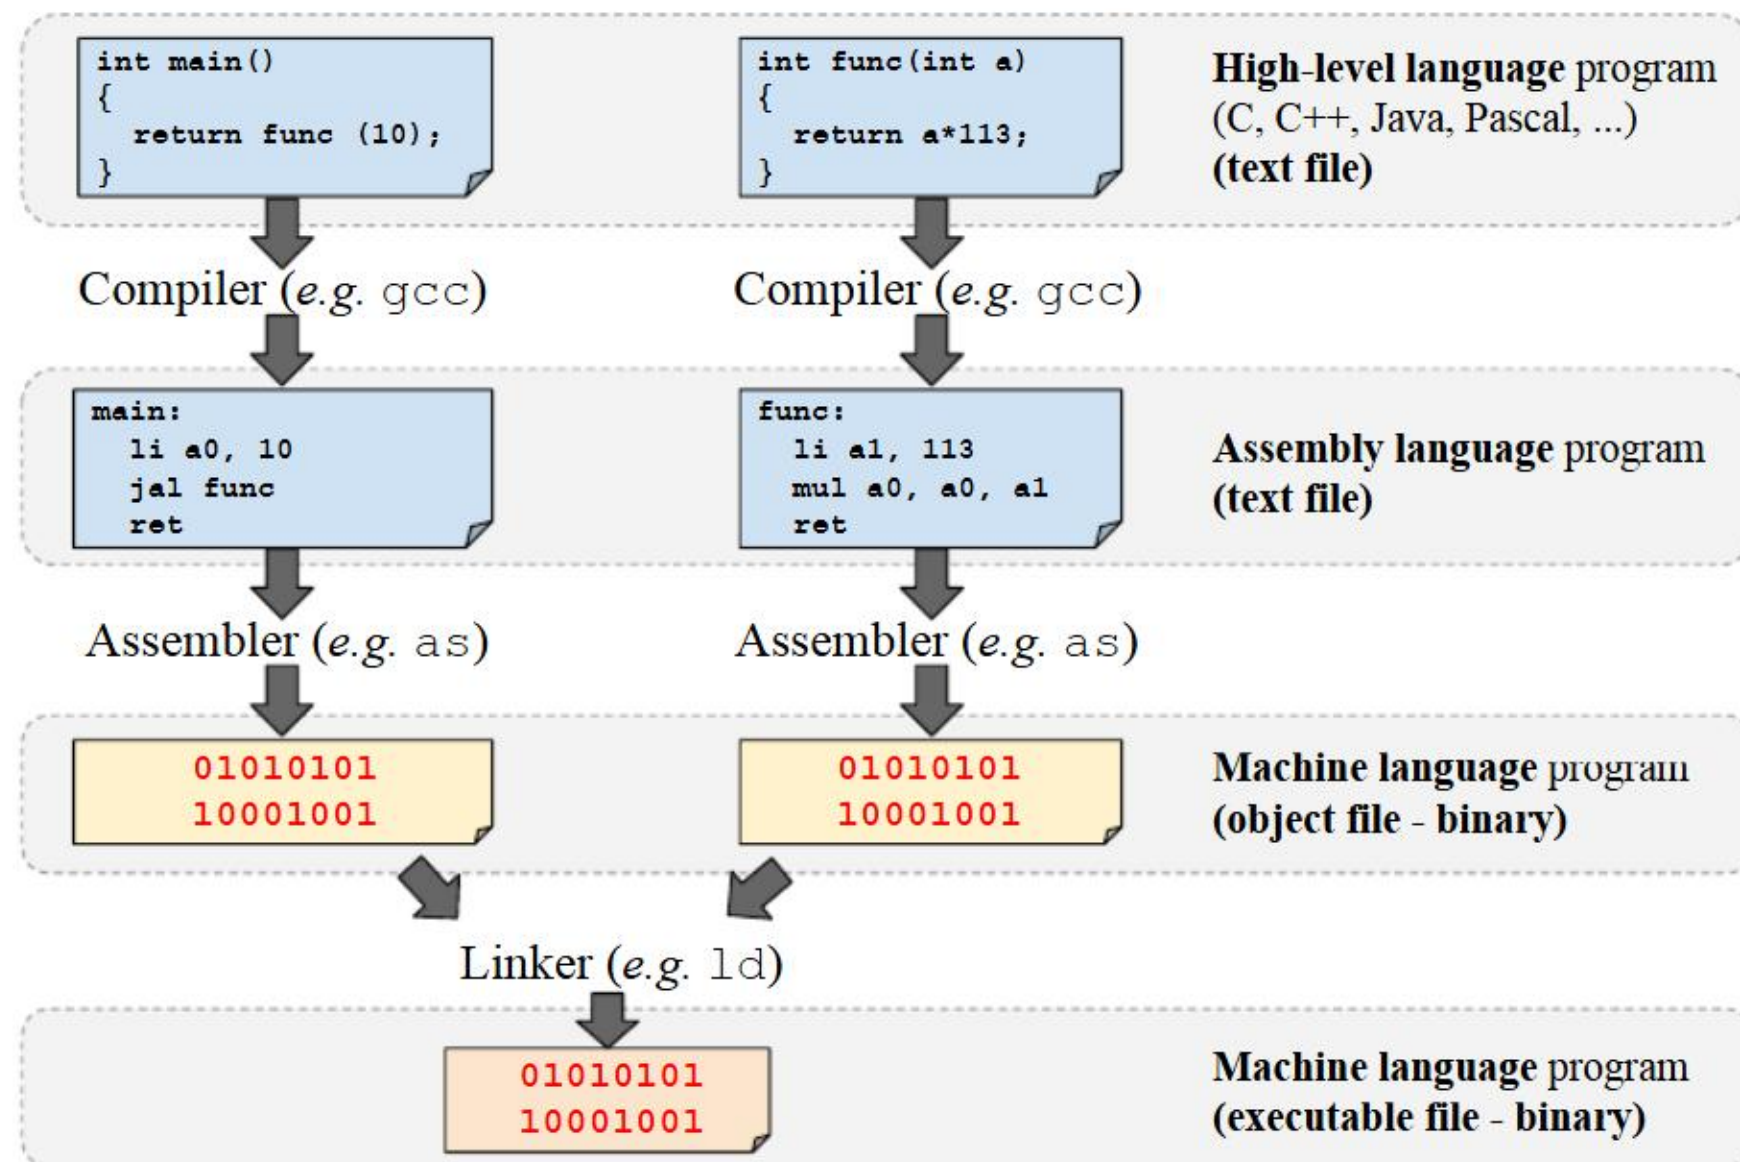 int main()
{
  return func (10);
}
int func(int a)
{
  return a*113;
}
High-level language program
(C, C++, Java, Pascal, ...)
(text file)
Compiler (e.g. gcc)
Compiler (e.g. gcc)
main:
  li a0, 10
  jal func
  ret
func:
  li a1, 113
  mul a0, a0, a1
  ret
Assembly language program
(text file)
Assembler (e.g. as)
Assembler (e.g. as)
01010101
10001001
01010101
10001001
Machine language program
(object file - binary)
Linker (e.g. ld)
01010101
10001001
Machine language program
(executable file - binary)